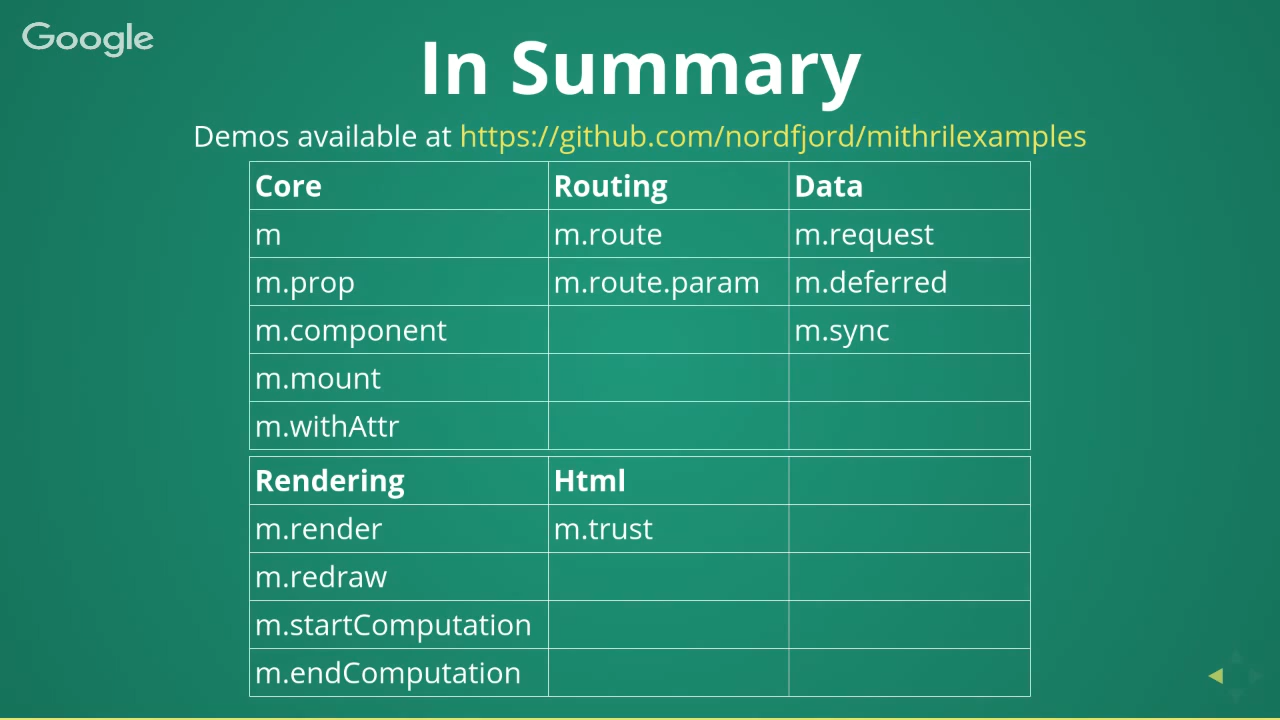 Google
In Summary
Demos available at https://github.com/nordfjord/mithrilexamples
Core Routing Data
m m.route m.request
m.prop m.route.param m.deferred
m.component m.sync
m.mount
m.withAttr
Rendering Html
m.render m.trust
m.redraw
m.startComputation
m.endComputation